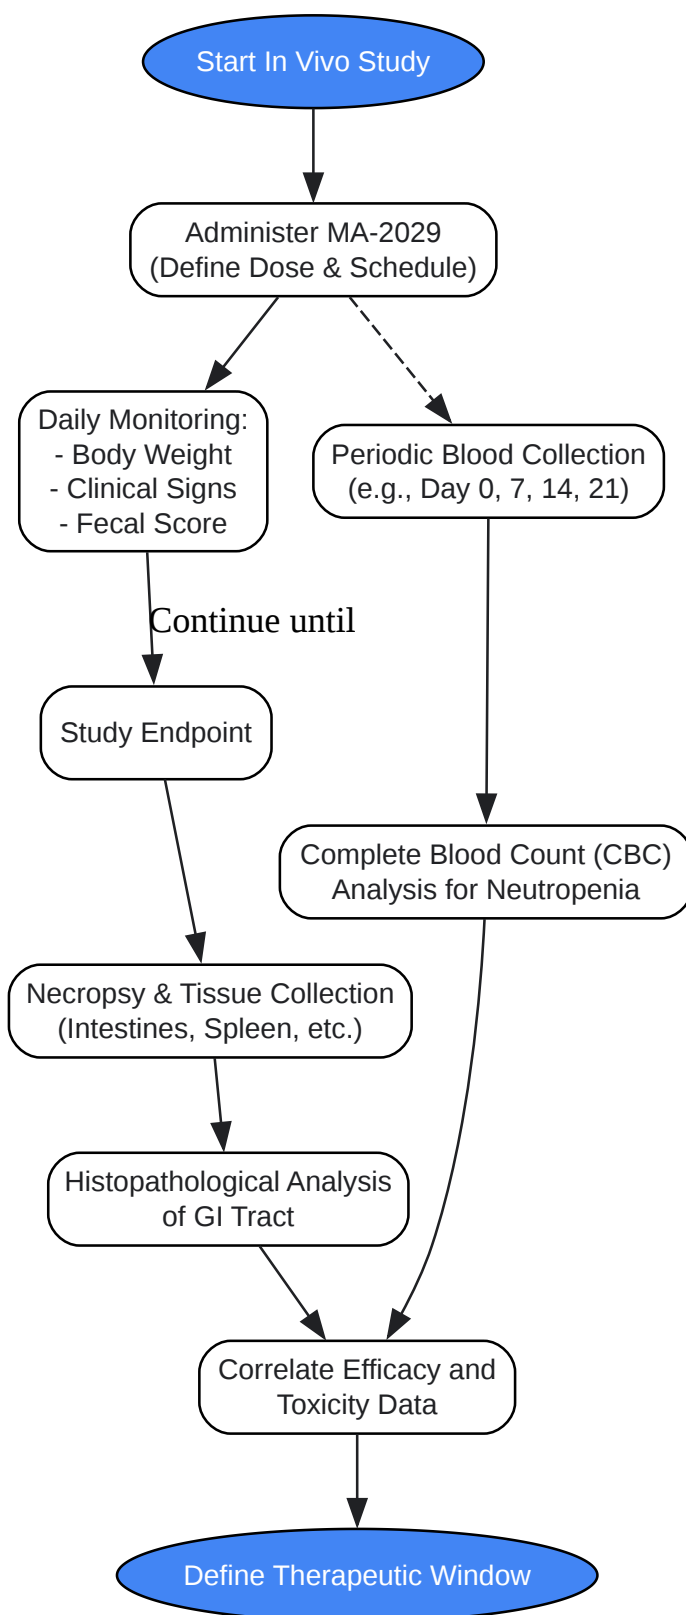 Start In Vivo Study
Administer MA-2029
(Define Dose & Schedule)
Daily Monitoring:
- Body Weight
- Clinical Signs
- Fecal Score
Periodic Blood Collection
(e.g., Day 0, 7, 14, 21)
Continue until
Study Endpoint
Complete Blood Count (CBC)
Analysis for Neutropenia
Necropsy & Tissue Collection
(Intestines, Spleen, etc.)
Histopathological Analysis
of GI Tract
Correlate Efficacy and
Toxicity Data
Define Therapeutic Window